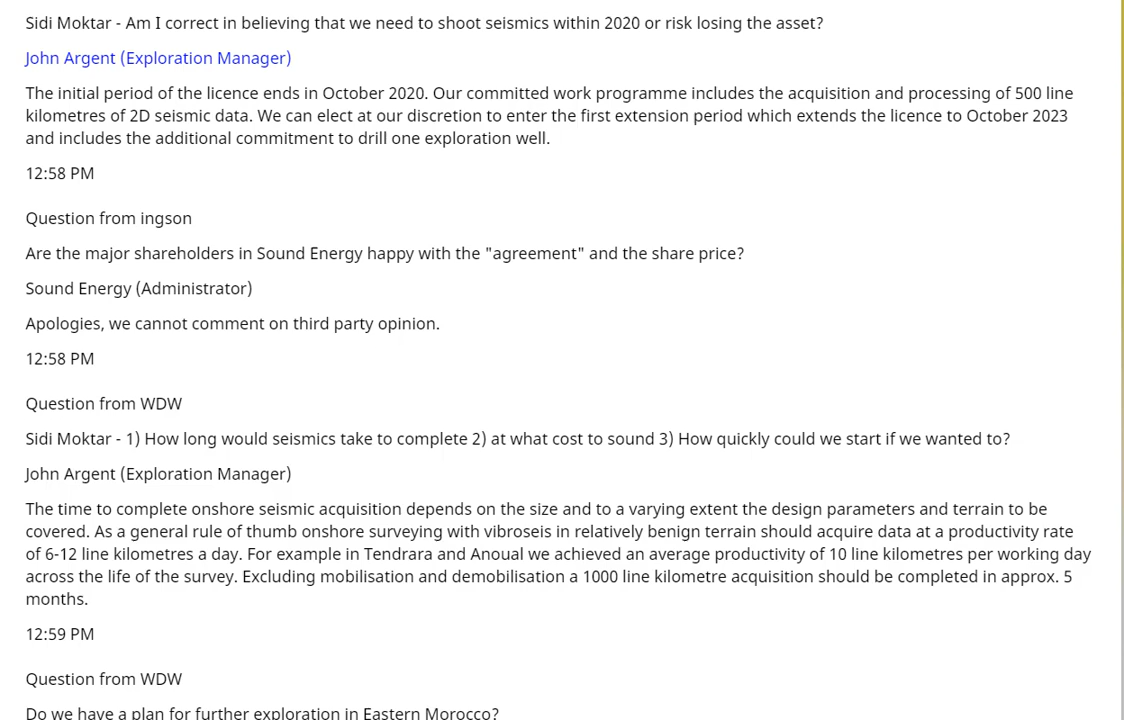 Sidi Moktar - Am I correct in believing that we need to shoot seismics within 2020 or risk losing the asset?
John Argent (Exploration Manager)
The initial period of the licence ends in October 2020. Our committed work programme includes the acquisition and processing of 500 line
kilometres of 2D seismic data. We can elect at our discretion to enter the first extension period which extends the licence to October 2023
and includes the additional commitment to drill one exploration well.
12:58 PM
Question from ingson
Are the major shareholders in Sound Energy happy with the "agreement" and the share price?
Sound Energy (Administrator)
Apologies, we cannot comment on third party opinion.
12:58 PM
Question from WDW
Sidi Moktar - 1) How long would seismics take to complete 2) at what cost to sound 3) How quickly could we start if we wanted to?
John Argent (Exploration Manager)
The time to complete onshore seismic acquisition depends on the size and to a varying extent the design parameters and terrain to be
covered. As a general rule of thumb onshore surveying with vibroseis in relatively benign terrain should acquire data at a productivity rate
of 6-12 line kilometres a day. For example in Tendrara and Anoual we achieved an average productivity of 10 line kilometres per working day
across the life of the survey. Excluding mobilisation and demobilisation a 1000 line kilometre acquisition should be completed in approx. 5
months.
12:59 PM
Question from WDW
Do we have a plan for further exploration in Eastern Morocco?